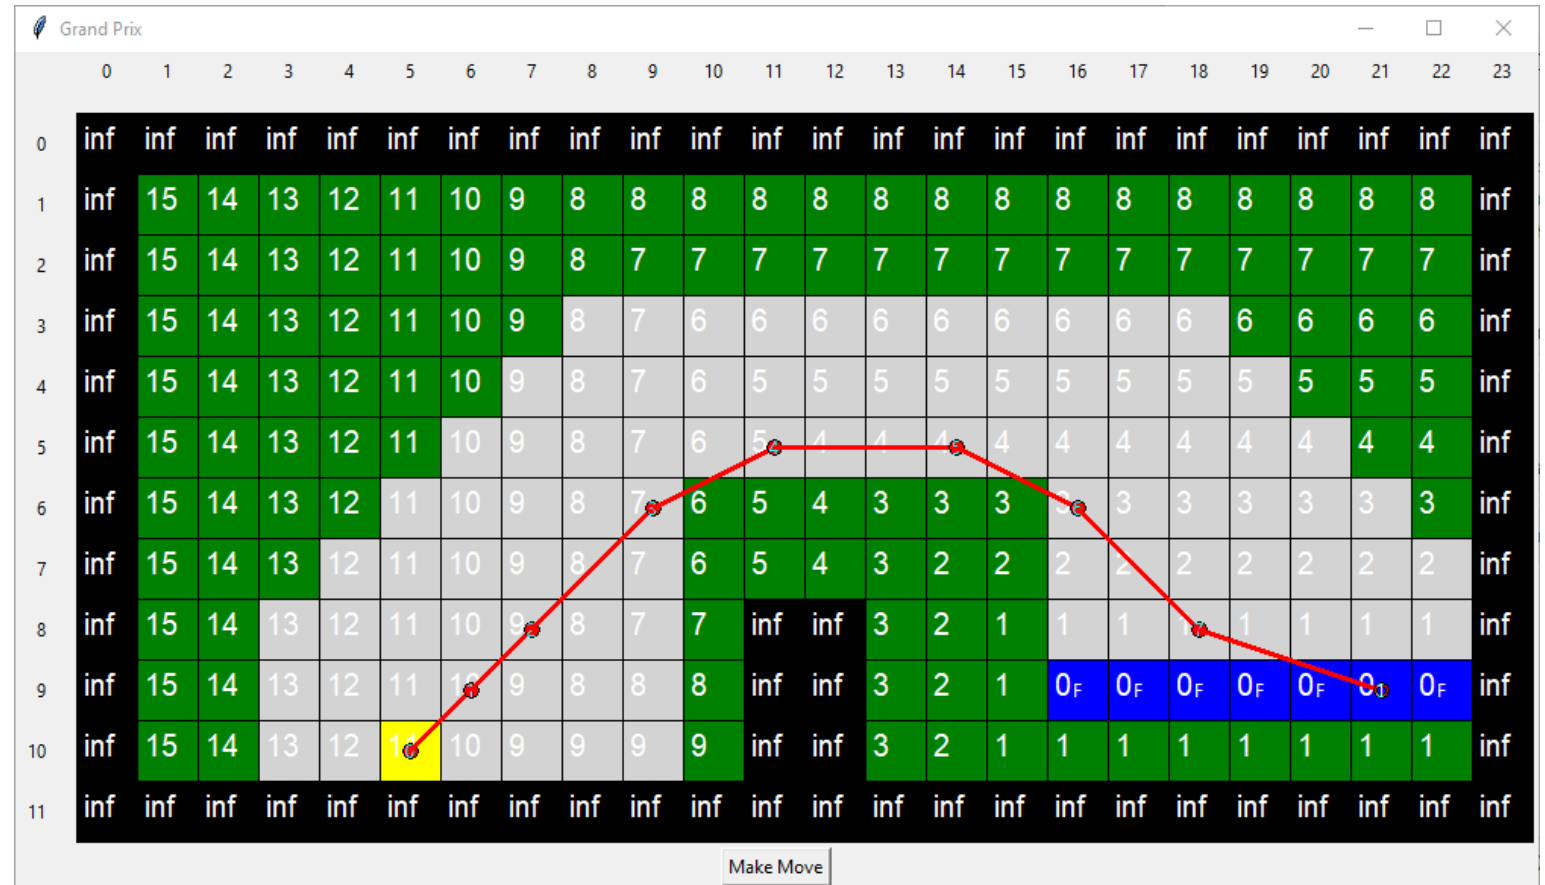 Grand Prix
0 1 2 3 4 5 6 7 8 9 10 11 12 13 14 15 16 17 18 19 20 21 22 23
0 inf inf inf inf inf inf inf inf inf inf inf inf inf inf inf inf inf inf inf inf inf inf inf inf
1 inf 15 14 13 12 11 10 9 8 8 8 8 8 8 8 8 8 8 8 8 8 8 8 inf
2 inf 15 14 13 12 11 10 9 8 7 7 7 7 7 7 7 7 7 7 7 7 7 7 inf
3 inf 15 14 13 12 11 10 9 8 7 6 6 6 6 6 6 6 6 6 6 6 6 6 inf
4 inf 15 14 13 12 11 10 9 8 7 6 5 5 5 5 5 5 5 5 5 5 5 5 inf
5 inf 15 14 13 12 11 10 9 8 7 6 5 4 4 4 4 4 4 4 4 4 4 4 inf
6 inf 15 14 13 12 11 10 9 8 7 6 5 4 3 3 3 3 3 3 3 3 3 3 inf
7 inf 15 14 13 12 11 10 9 8 7 6 5 4 3 2 2 2 2 2 2 2 2 2 inf
8 inf 15 14 13 12 11 10 9 8 7 7 inf inf 3 2 1 1 1 1 1 1 1 1 inf
9 inf 15 14 13 12 11 10 9 8 8 8 inf inf 3 2 1 0F 0F 0F 0F 0F 0 0F inf
10 inf 15 14 13 12 11 10 9 9 9 9 inf inf 3 2 1 1 1 1 1 1 1 1 inf
11 inf inf inf inf inf inf inf inf inf inf inf inf inf inf inf inf inf inf inf inf inf inf inf inf
Make Move